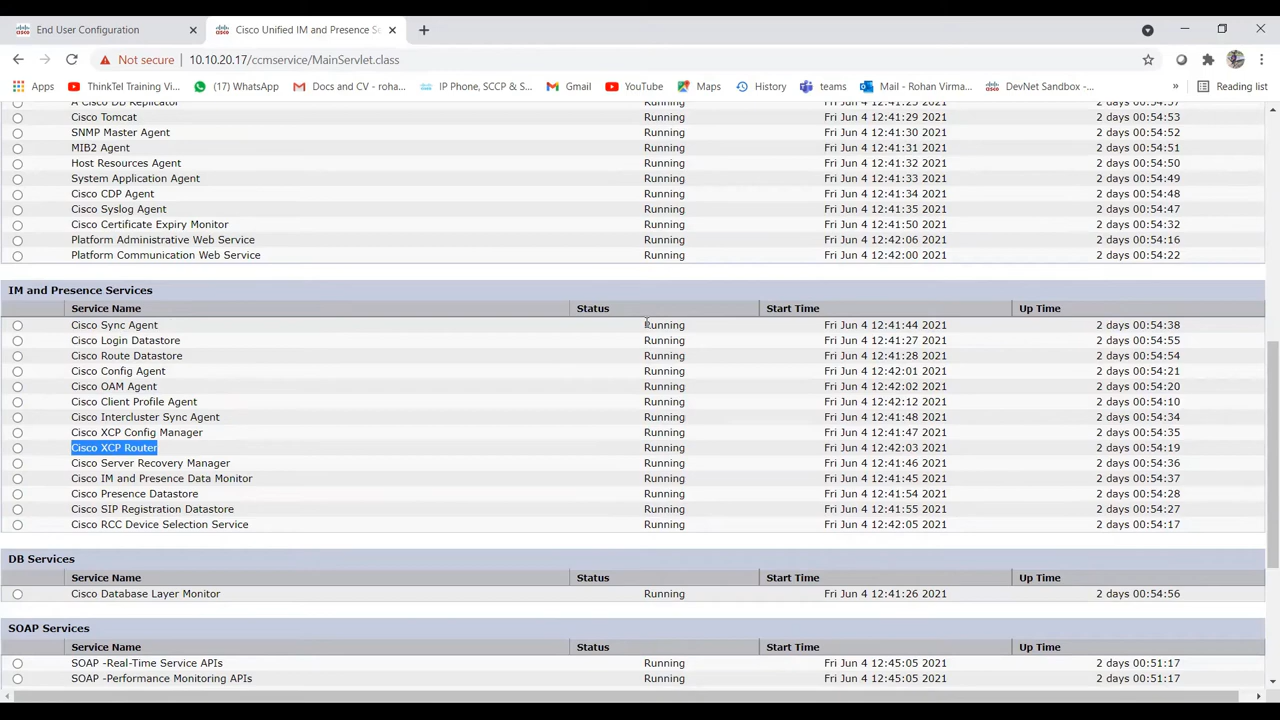 End User Configuration
Cisco Unified IM and Presence Se
Not secure 10.10.20.17/ccmservice/MainServlet.class
Apps ThinkTel Training Vi... (17) WhatsApp Docs and CV - roha... IP Phone, SCCP & S... Gmail YouTube Maps History teams Mail - Rohan Virma... DevNet Sandbox -... » Reading list
A Cisco DB Replicator Running Fri Jun 4 12:41:25 2021 2 days 00:54:57
Cisco Tomcat Running Fri Jun 4 12:41:29 2021 2 days 00:54:53
SNMP Master Agent Running Fri Jun 4 12:41:30 2021 2 days 00:54:52
MIB2 Agent Running Fri Jun 4 12:41:31 2021 2 days 00:54:51
Host Resources Agent Running Fri Jun 4 12:41:32 2021 2 days 00:54:50
System Application Agent Running Fri Jun 4 12:41:33 2021 2 days 00:54:49
Cisco CDP Agent Running Fri Jun 4 12:41:34 2021 2 days 00:54:48
Cisco Syslog Agent Running Fri Jun 4 12:41:35 2021 2 days 00:54:47
Cisco Certificate Expiry Monitor Running Fri Jun 4 12:41:50 2021 2 days 00:54:32
Platform Administrative Web Service Running Fri Jun 4 12:42:06 2021 2 days 00:54:16
Platform Communication Web Service Running Fri Jun 4 12:42:00 2021 2 days 00:54:22
IM and Presence Services
Service Name Status Start Time Up Time
Cisco Sync Agent Running Fri Jun 4 12:41:44 2021 2 days 00:54:38
Cisco Login Datastore Running Fri Jun 4 12:41:27 2021 2 days 00:54:55
Cisco Route Datastore Running Fri Jun 4 12:41:28 2021 2 days 00:54:54
Cisco Config Agent Running Fri Jun 4 12:42:01 2021 2 days 00:54:21
Cisco OAM Agent Running Fri Jun 4 12:42:02 2021 2 days 00:54:20
Cisco Client Profile Agent Running Fri Jun 4 12:42:12 2021 2 days 00:54:10
Cisco Intercluster Sync Agent Running Fri Jun 4 12:41:48 2021 2 days 00:54:34
Cisco XCP Config Manager Running Fri Jun 4 12:41:47 2021 2 days 00:54:35
Cisco XCP Router Running Fri Jun 4 12:42:03 2021 2 days 00:54:19
Cisco Server Recovery Manager Running Fri Jun 4 12:41:46 2021 2 days 00:54:36
Cisco IM and Presence Data Monitor Running Fri Jun 4 12:41:45 2021 2 days 00:54:37
Cisco Presence Datastore Running Fri Jun 4 12:41:54 2021 2 days 00:54:28
Cisco SIP Registration Datastore Running Fri Jun 4 12:41:55 2021 2 days 00:54:27
Cisco RCC Device Selection Service Running Fri Jun 4 12:42:05 2021 2 days 00:54:17
DB Services
Service Name Status Start Time Up Time
Cisco Database Layer Monitor Running Fri Jun 4 12:41:26 2021 2 days 00:54:56
SOAP Services
Service Name Status Start Time Up Time
SOAP -Real-Time Service APIs Running Fri Jun 4 12:45:05 2021 2 days 00:51:17
SOAP -Performance Monitoring APIs Running Fri Jun 4 12:45:05 2021 2 days 00:51:17